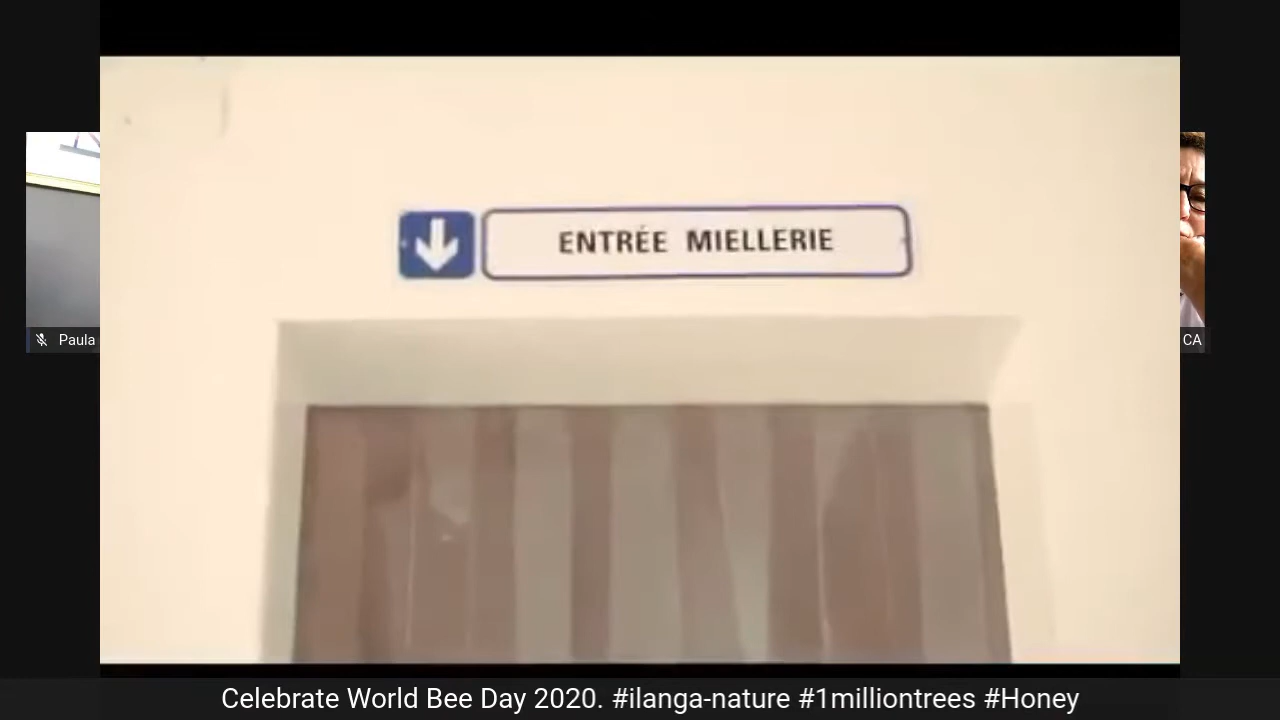 ENTRÉE MIELLERIE
Paula
CA
Celebrate World Bee Day 2020. #ilanga-nature #1milliontrees #Honey